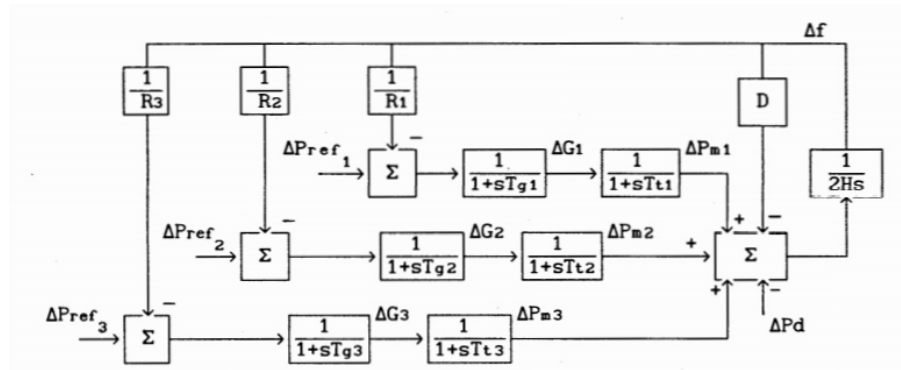 Δf
1
R3
1
R2
1
R1
D
1
2Hs
ΔPref1
−
Σ
1
1+sTg1
ΔG1
1
1+sTt1
ΔPm1
+
−
ΔPref2
−
Σ
1
1+sTg2
ΔG2
1
1+sTt2
ΔPm2
+
Σ
+
−
ΔPd
ΔPref3
−
Σ
1
1+sTg3
ΔG3
1
1+sTt3
ΔPm3